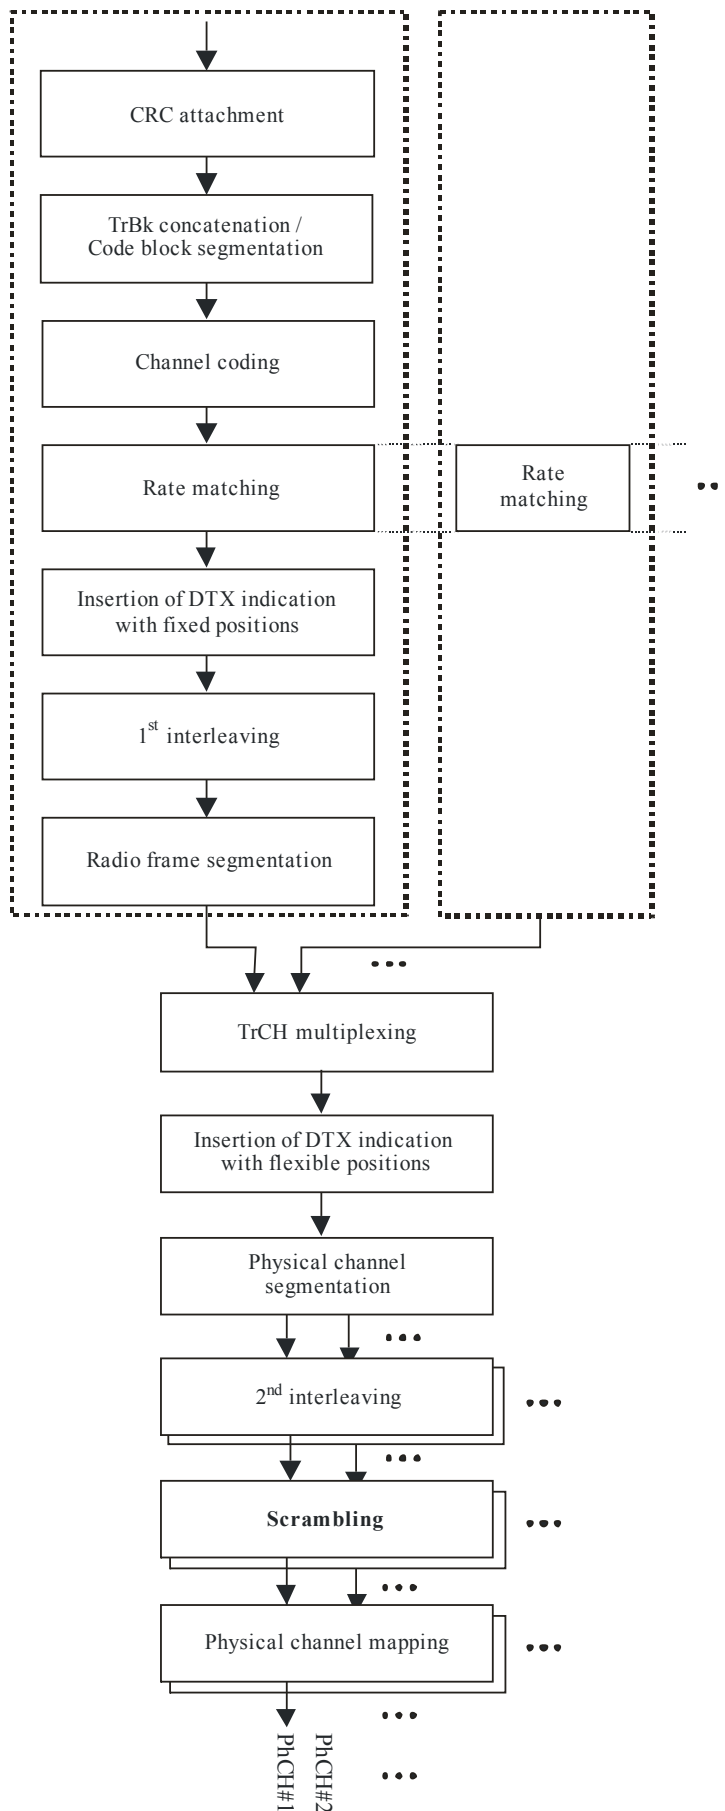 CRC attachment
TrBk concatenation /
Code block segmentation
Channel coding
Rate matching
Rate
matching
Insertion of DTX indication
with fixed positions
1st interleaving
Radio frame segmentation
TrCH multiplexing
Insertion of DTX indication
with flexible positions
Physical channel
segmentation
2nd interleaving
Scrambling
Physical channel mapping
PhCH#1
PhCH#2